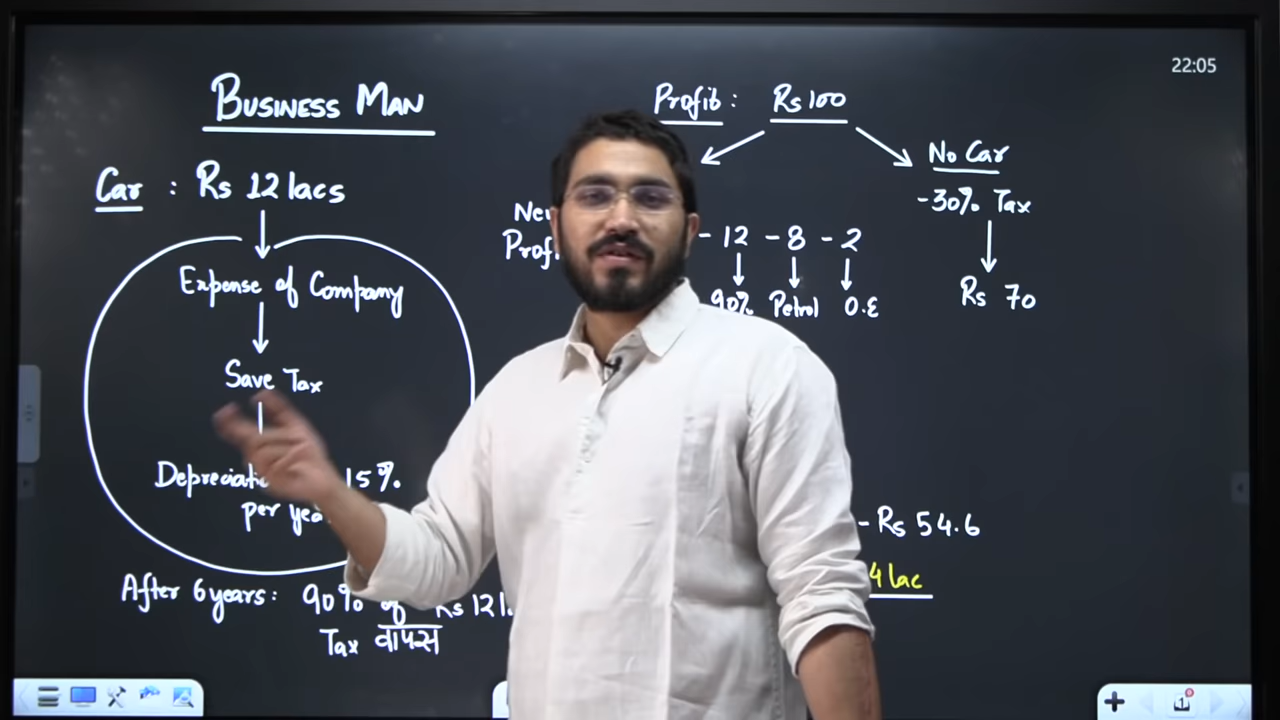 BUSINESS MAN
Car : Rs 12 lacs
Expense of Company
Save Tax
15%
per
After 6 years: 90% of Rs 12
Tax वापस
Profit : Rs 100
- 12 - 8 - 2
90% Petrol 0.E
No Car
-30% Tax
Rs 70
- Rs 54.6
4 lac
22:05